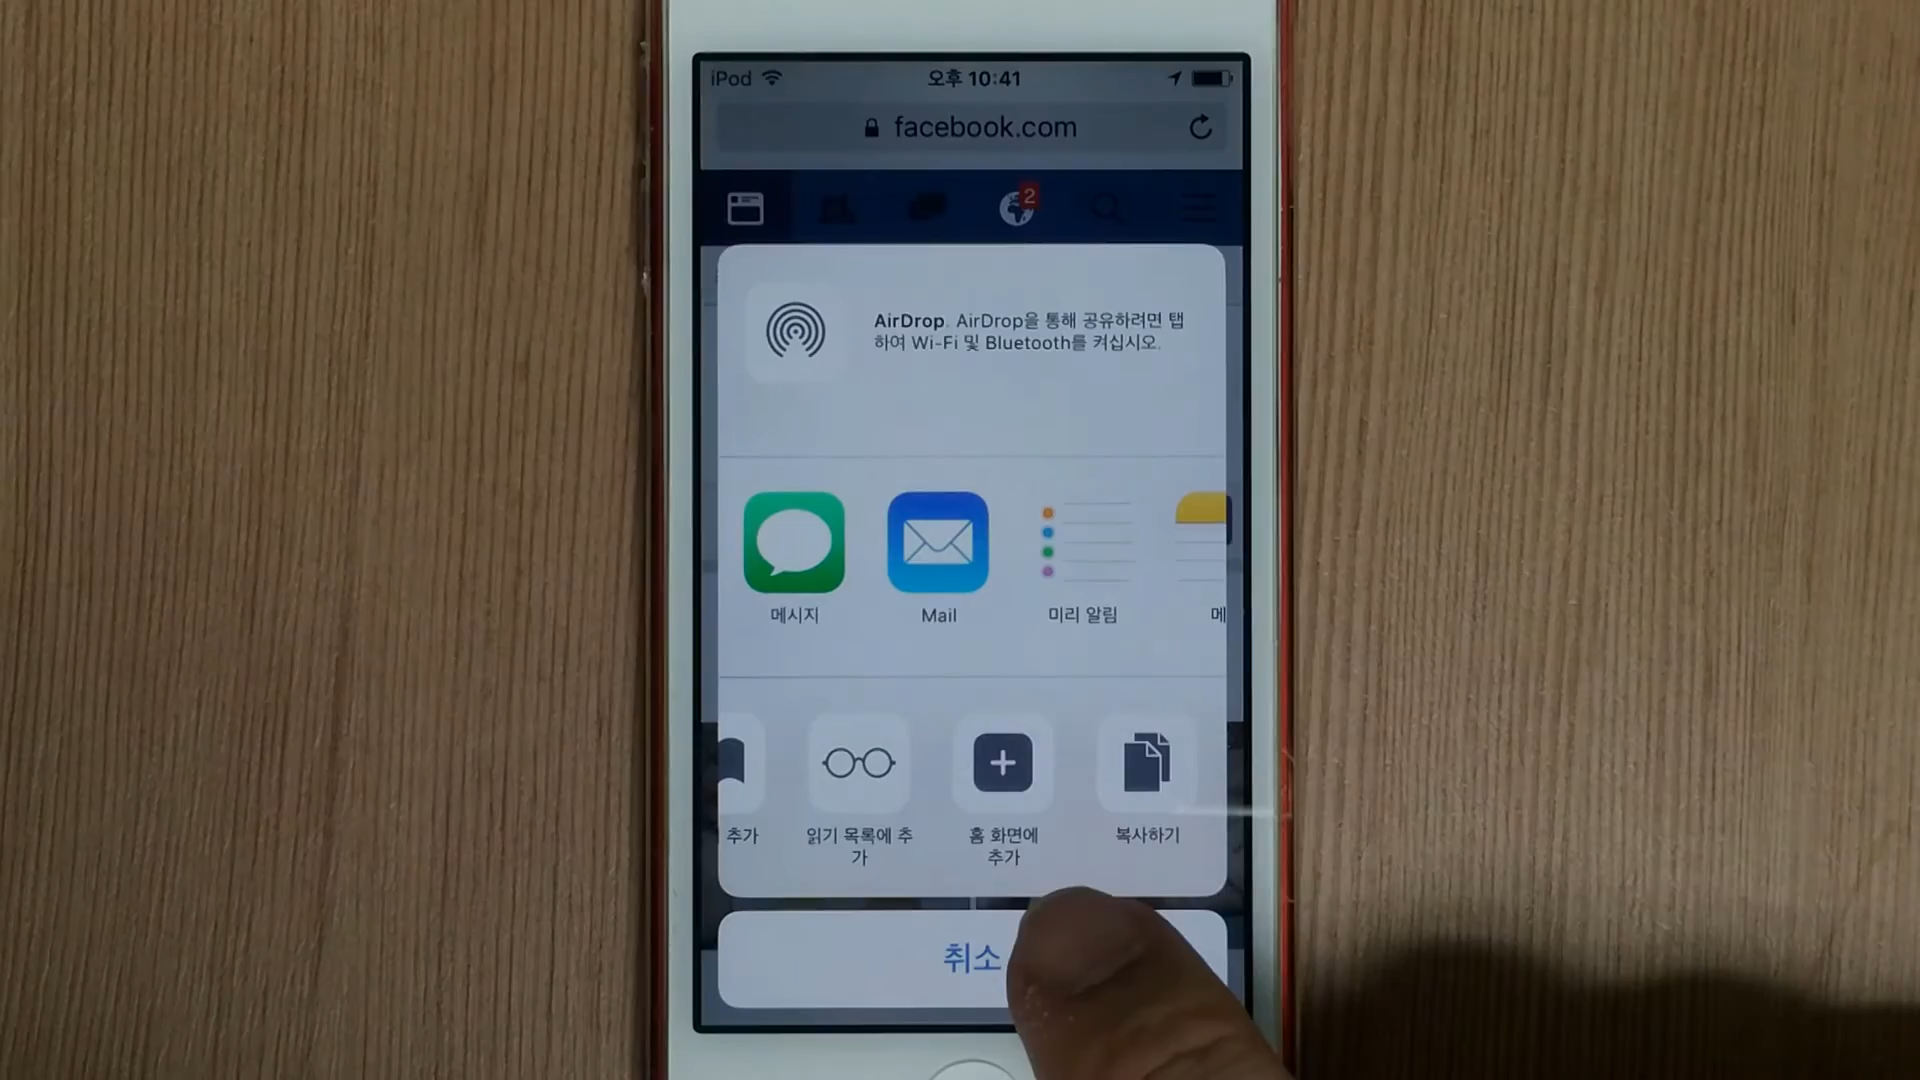 iPod 오후 10:41
facebook.com
2
AirDrop. AirDrop을 통해 공유하려면 탭
하여 Wi-Fi 및 Bluetooth를 켜십시오.
메시지 Mail 미리 알림 메
추가 읽기 목록에 추
가 홈 화면에
추가 복사하기
취소